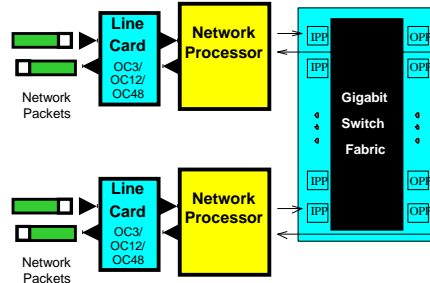 Line
Card
OC3/
OC12/
OC48
Network
Processor
Network
Packets
IPP
IPP
Gigabit
Switch
Fabric
OPP
OPP
Line
Card
OC3/
OC12/
OC48
Network
Processor
Network
Packets
IPP
IPP
OPP
OPP